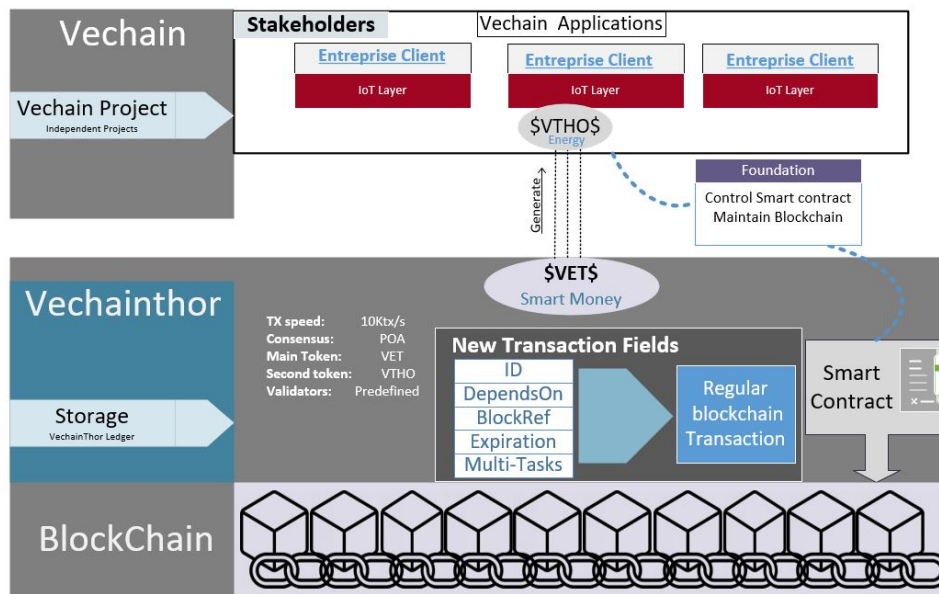 Vechain
Stakeholders
Vechain Applications
Entreprise Client
Entreprise Client
Entreprise Client
IoT Layer
IoT Layer
IoT Layer
Vechain Project
Independent Projects
$VTHO$
Energy
Generate
Foundation
Control Smart contract
Maintain Blockchain
Vechainthor
$VET$
Smart Money
TX speed: 10Ktx/s
Consensus: POA
Main Token: VET
Second token: VTHO
Validators: Predefined
New Transaction Fields
ID
DependsOn
BlockRef
Expiration
Multi-Tasks
Regular
blockchain
Transaction
Smart
Contract
Storage
VechainThor Ledger
BlockChain